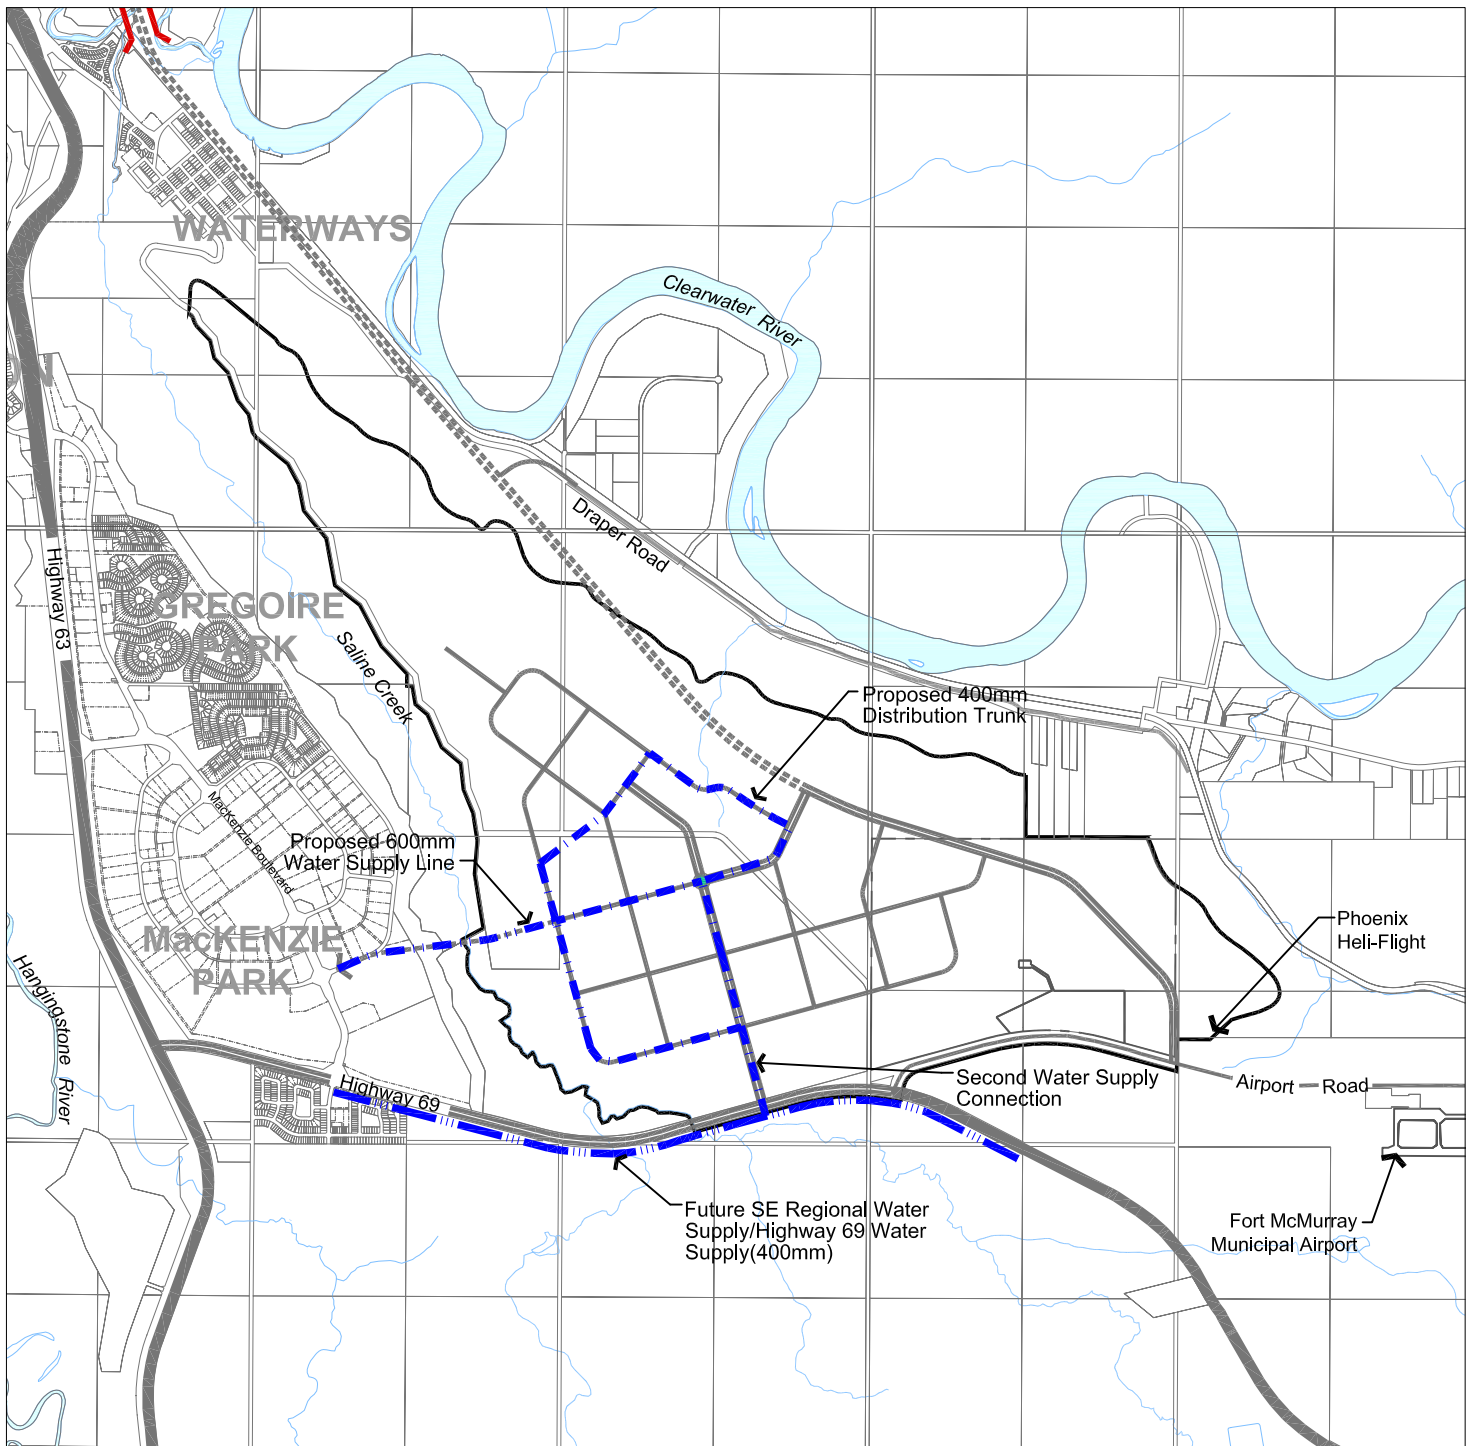 WATERWAYS
Clearwater River
ON
Draper Road
Highway 63
GREGOIRE
PARK
Saline Creek
Proposed 400mm
Distribution Trunk
MacKenzie Boulevard
Proposed 600mm
Water Supply Line
MacKENZIE
PARK
Phoenix
Heli-Flight
Hangingstone River
Highway 69
Second Water Supply
Connection
Airport Road
Future SE Regional Water
Supply/Highway 69 Water
Supply(400mm)
Fort McMurray
Municipal Airport